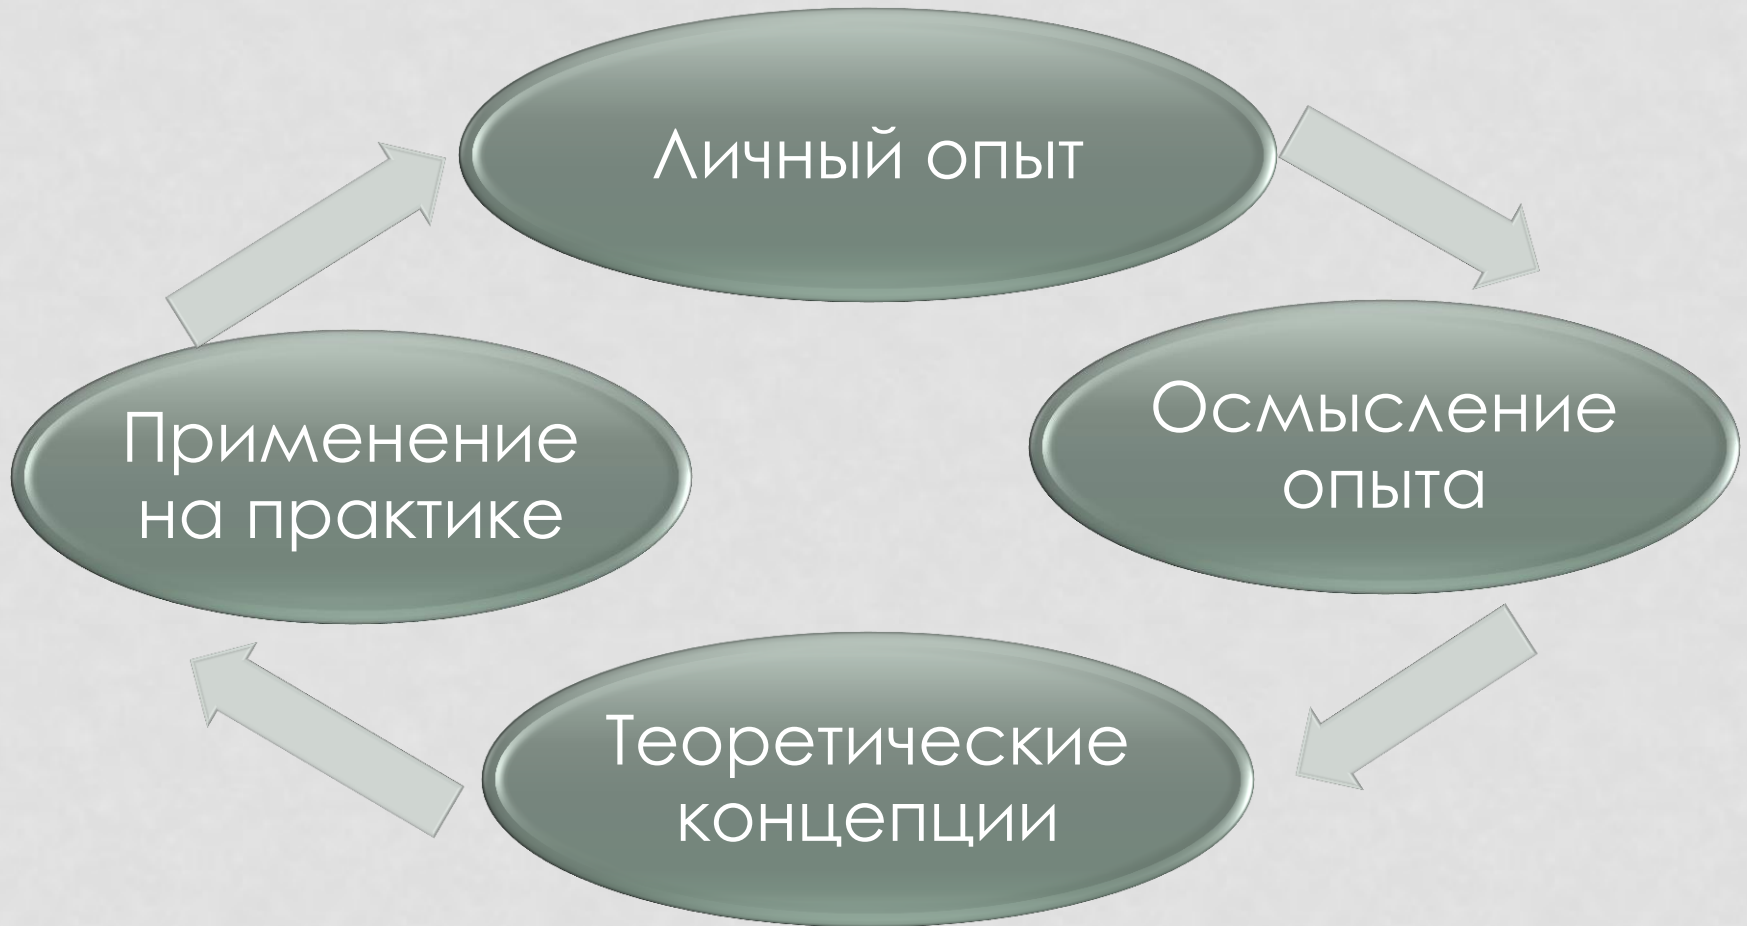 Личный опыт
Осмысление
опыта
Теоретические
концепции
Применение
на практике